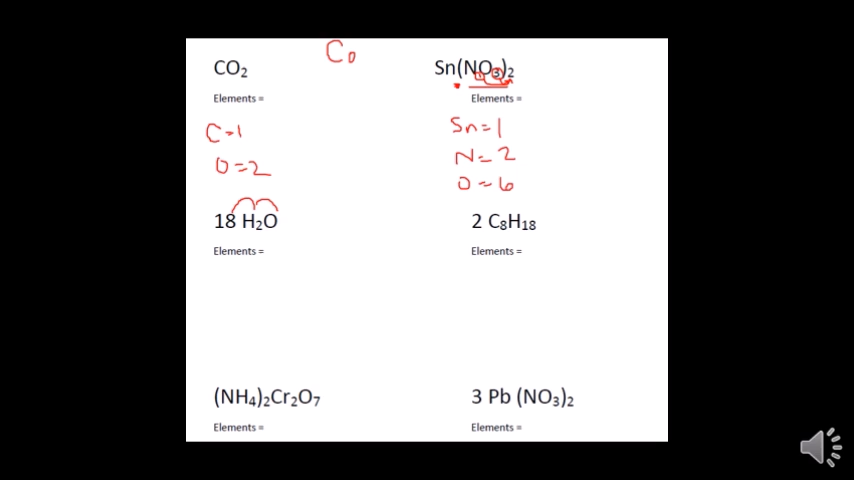 Co
CO₂
Elements =
C=1
O=2
Sn(NO₃)₂
Elements =
Sn=1
N=2
O=6
18 H₂O
Elements =
2 C₈H₁₈
Elements =
(NH₄)₂Cr₂O₇
Elements =
3 Pb (NO₃)₂
Elements =